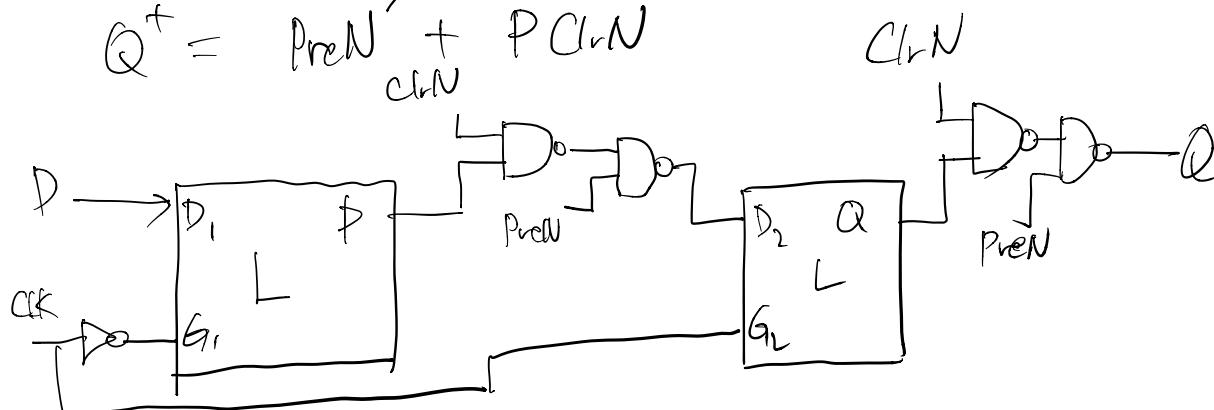 Q⁺ = PreN' + P ClrN
ClrN
ClrN
D
D₁ P
L
Clk
G₁
PreN
D₂ Q
L
G₂
PreN
Q